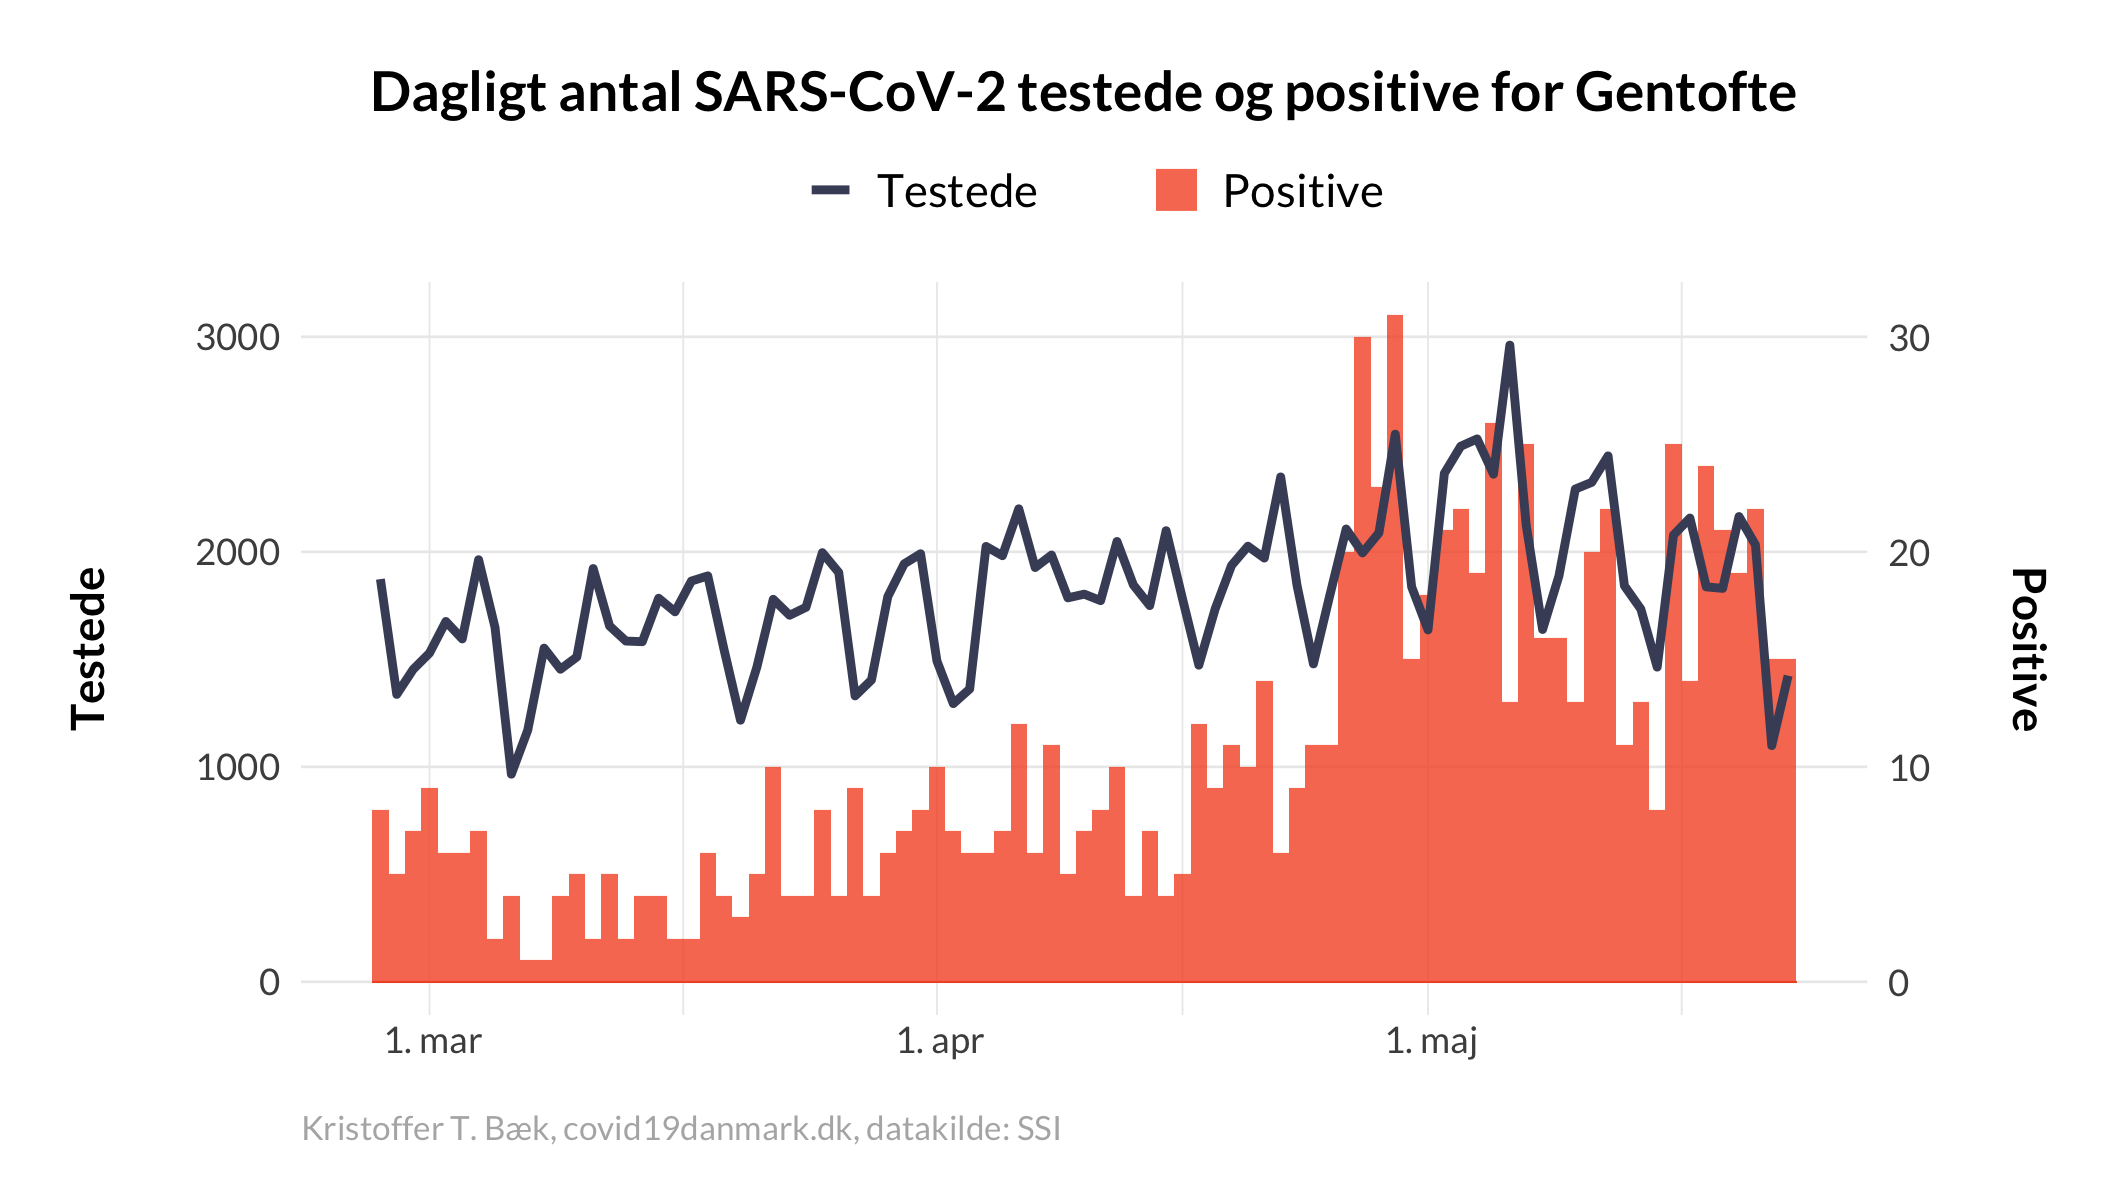 Dagligt antal SARS-CoV-2 testede og positive for Gentofte
Testede Positive
3000 30
2000 20
Testede
Positive
1000 10
0 0
1. mar 1. apr 1. maj
Kristoffer T. Bæk, covid19danmark.dk, datakilde: SSI